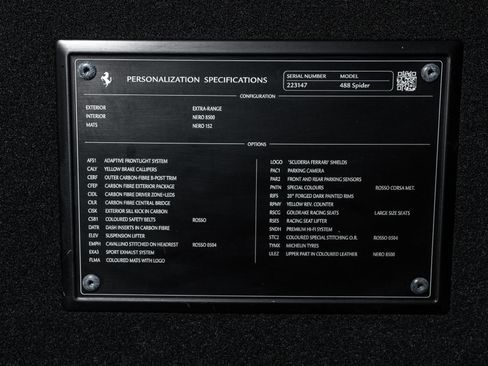 PERSONALIZATION SPECIFICATIONS
SERIAL NUMBER MODEL
223147 488 Spider
CONFIGURATION
EXTERIOR EXTRA-RANGE
INTERIOR NERO 8500
MATS NERO 152
OPTIONS
AFS1 ADAPTIVE FRONTLIGHT SYSTEM
CALY YELLOW BRAKE CALLIPERS
CERF OUTER CARBON-FIBRE B-POST TRIM
CFEP CARBON FIBRE EXTERIOR PACKAGE
CIOL CARBON FIBRE DRIVER ZONE+LEDS
CILR CARBON FIBRE CENTRAL BRIDGE
CISK EXTERIOR SILL KICK IN CARBON
CSB1 COLOURED SAFETY BELTS ROSSO
DATR DASH INSERTS IN CARBON FIBRE
ELEV SUSPENSION LIFTER
EMPH CAVALLINO STITCHED ON HEADREST ROSSO 0504
EXA3 SPORT EXHAUST SYSTEM
FLMA COLOURED MATS WITH LOGO
LOGO "SCUDERIA FERRARI" SHIELDS
PAC1 PARKING CAMERA
PAR2 FRONT AND REAR PARKING SENSORS
PNTN SPECIAL COLOURS ROSSO CORSA MET.
RIFS 20" FORGED DARK PAINTED RIMS
RPMY YELLOW REV. COUNTER
RSCG GOLDRAKE RACING SEATS LARGE SIZE SEATS
RSES RACING SEAT LIFTER
SNDH PREMIUM HI-FI SYSTEM
STC2 COLOURED SPECIAL STITCHING O.R. ROSSO 0504
TYMX MICHELIN TYRES
ULEZ UPPER PART IN COLOURED LEATHER NERO 8500